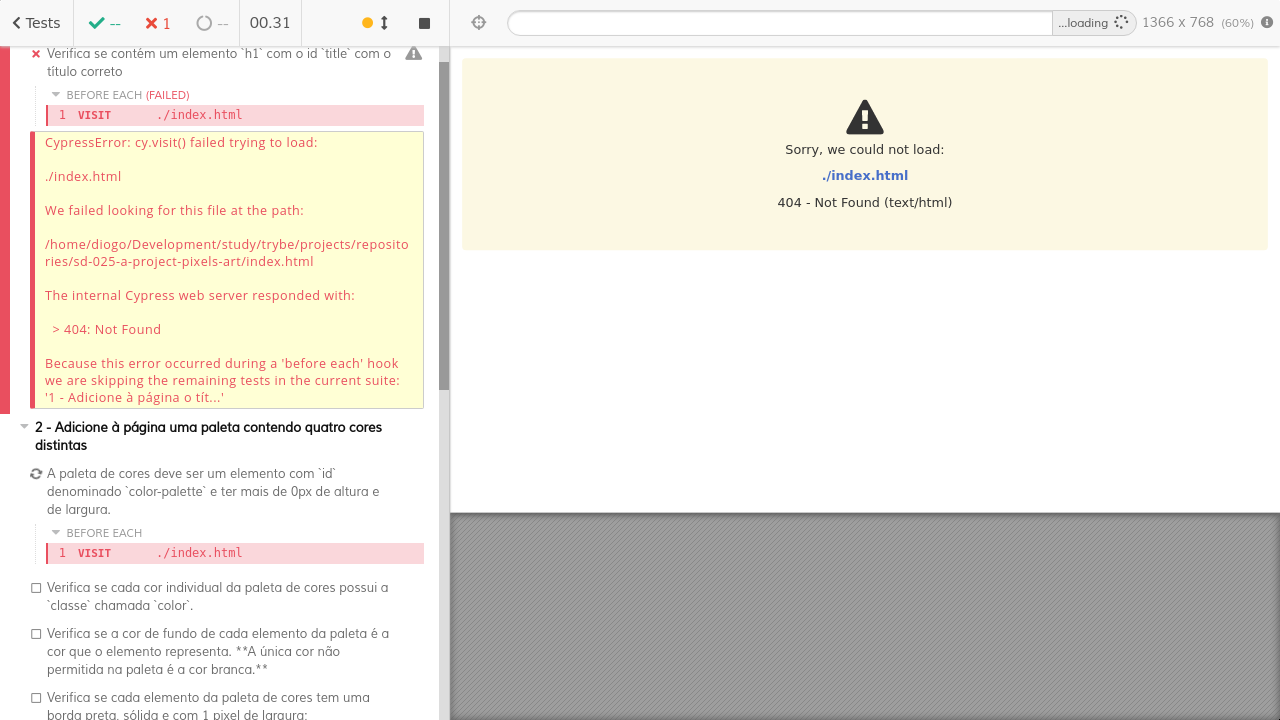 Tests
--
1
--
00.31
...loading
1366 x 768 (60%)
Verifica se contém um elemento `h1` com o id `title` com o
título correto
BEFORE EACH (FAILED)
1 VISIT ./index.html
CypressError: cy.visit() failed trying to load:
./index.html
We failed looking for this file at the path:
/home/diogo/Development/study/trybe/projects/reposito
ries/sd-025-a-project-pixels-art/index.html
The internal Cypress web server responded with:
> 404: Not Found
Because this error occurred during a 'before each' hook
we are skipping the remaining tests in the current suite:
'1 - Adicione à página o tít...'
2 - Adicione à página uma paleta contendo quatro cores
distintas
A paleta de cores deve ser um elemento com `id`
denominado `color-palette` e ter mais de 0px de altura e
de largura.
BEFORE EACH
1 VISIT ./index.html
Verifica se cada cor individual da paleta de cores possui a
`classe` chamada `color`.
Verifica se a cor de fundo de cada elemento da paleta é a
cor que o elemento representa. **A única cor não
permitida na paleta é a cor branca.**
Verifica se cada elemento da paleta de cores tem uma
borda preta, sólida e com 1 pixel de largura;
Sorry, we could not load:
./index.html
404 - Not Found (text/html)